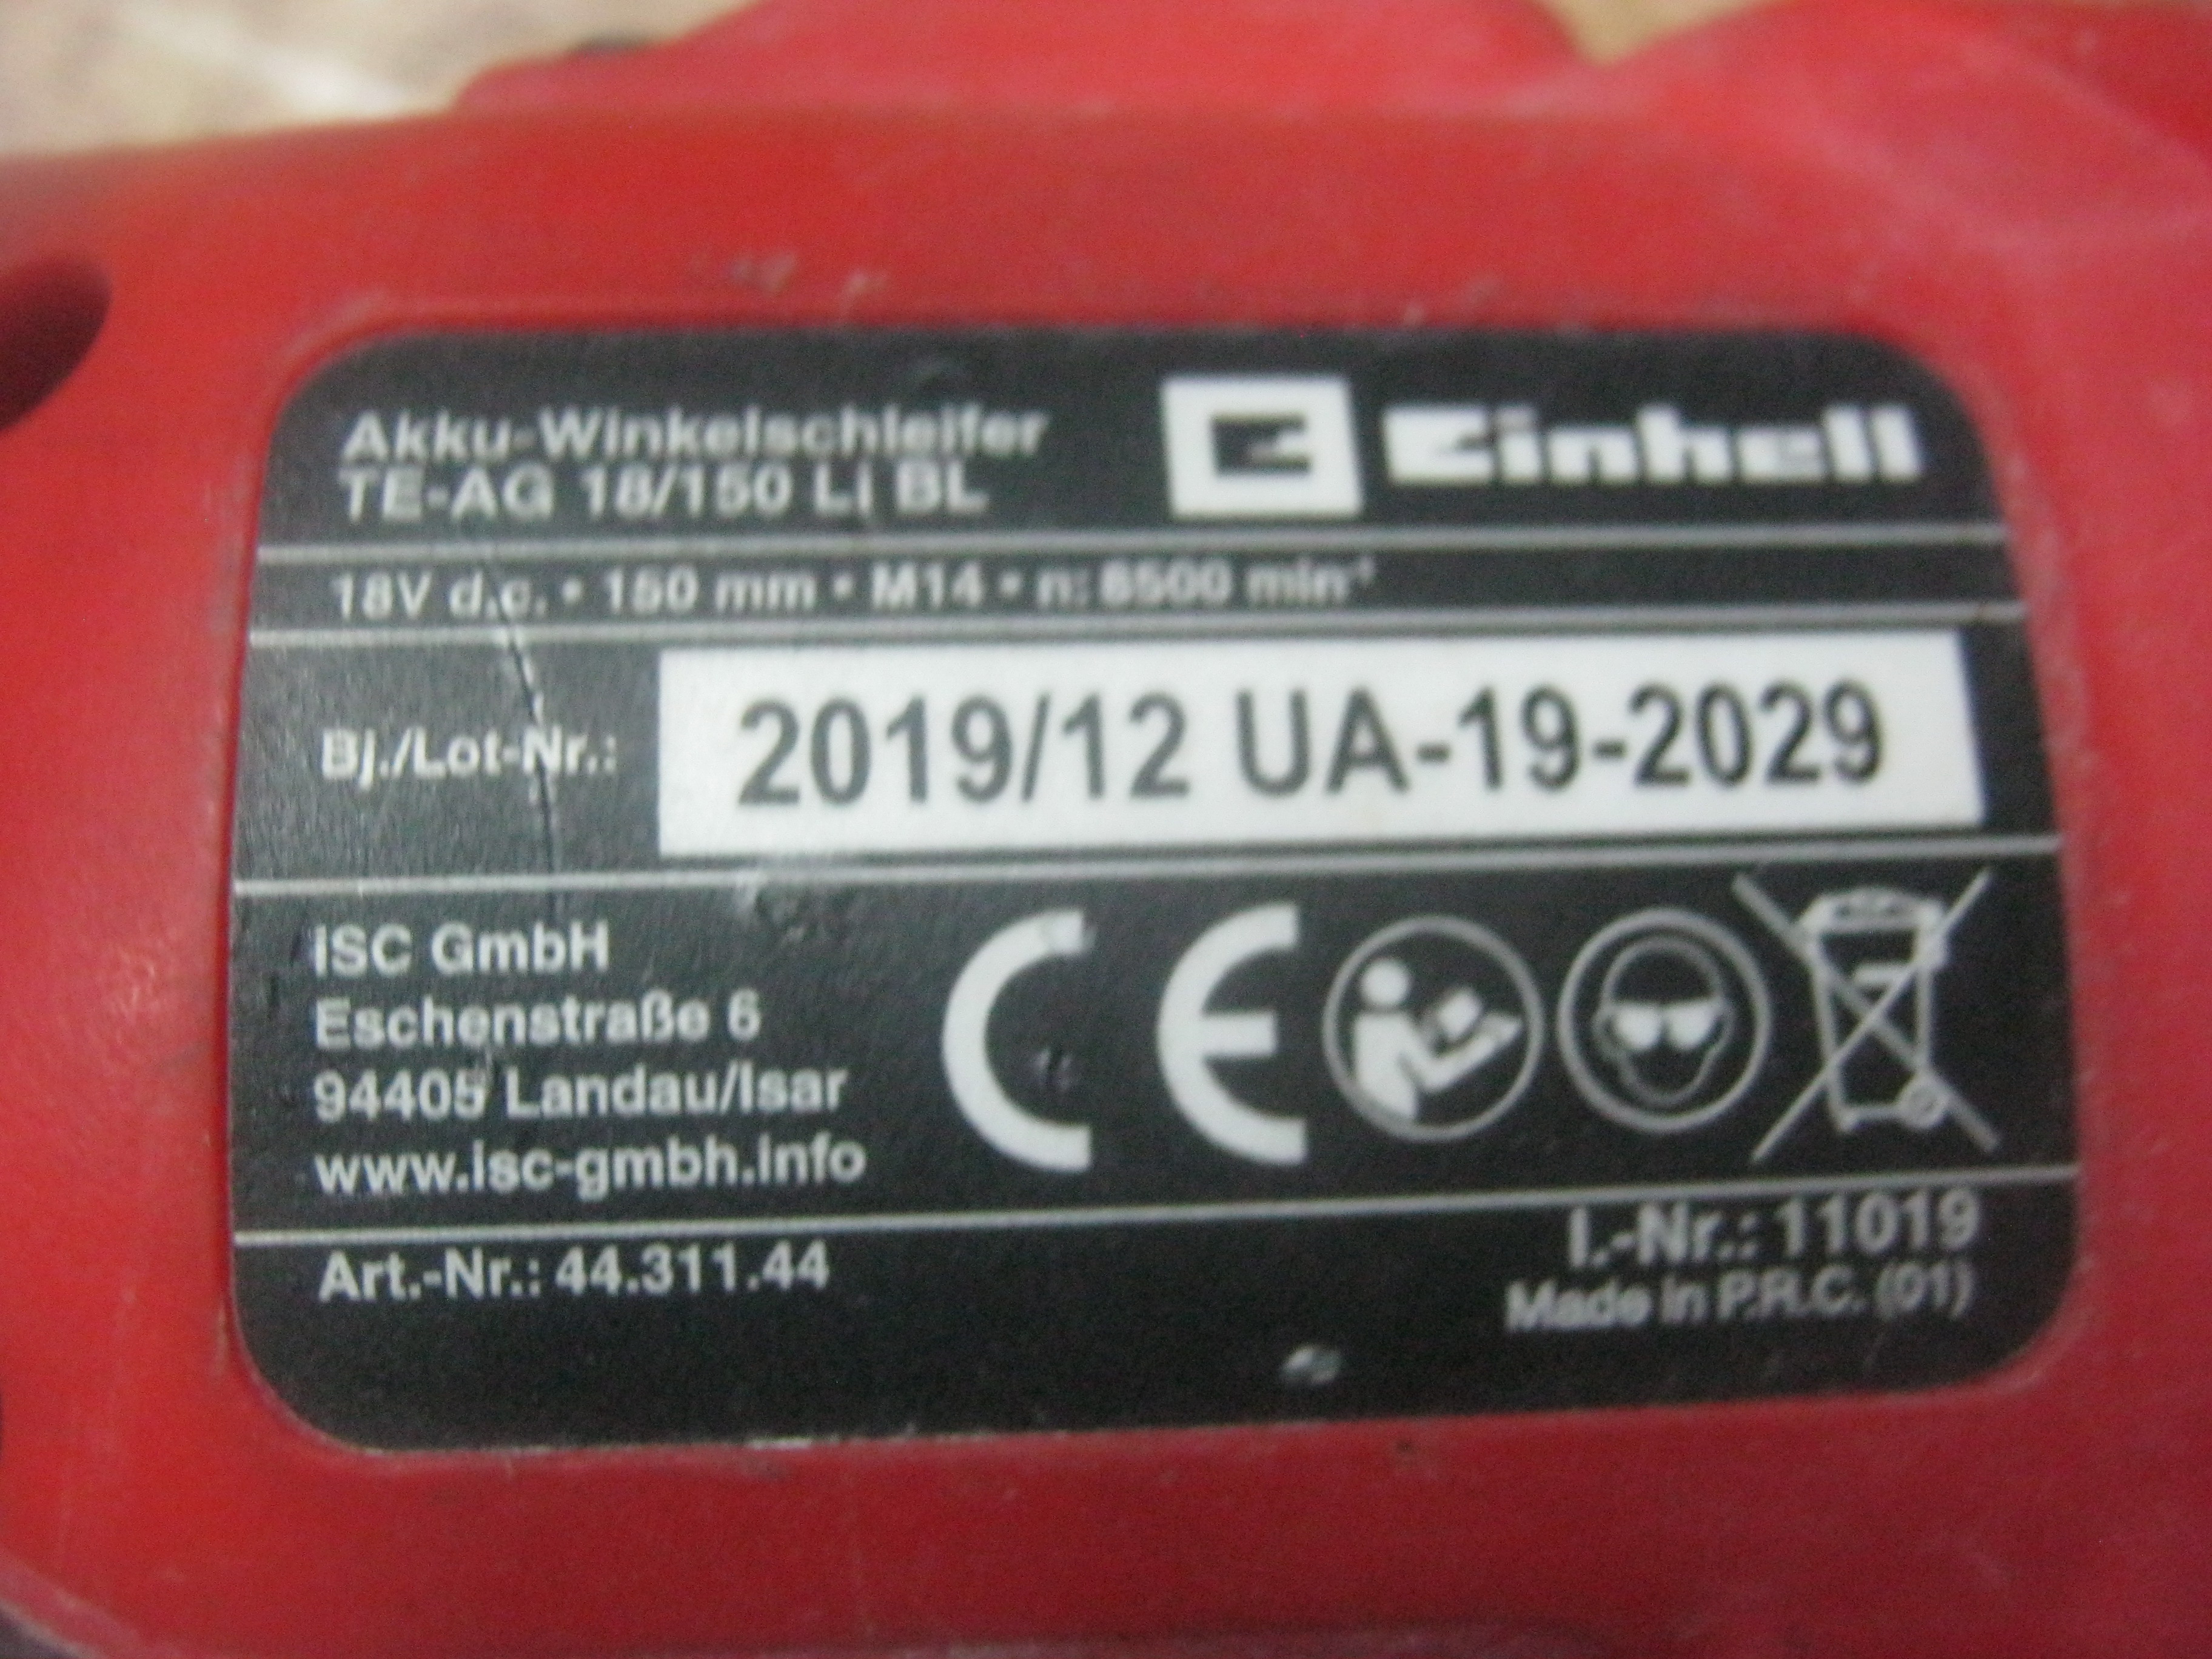 Akku-Winkelschleifer
TE-AG 18/150 Li BL
Einhell
18V d.c. • 150 mm • M14 • n: 8500 min⁻¹
Bj./Lot-Nr.: 2019/12 UA-19-2029
iSC GmbH
Eschenstraße 6
94405 Landau/Isar
www.isc-gmbh.info
CE
Art.-Nr.: 44.311.44
I.-Nr.: 11019
Made in P.R.C. (01)